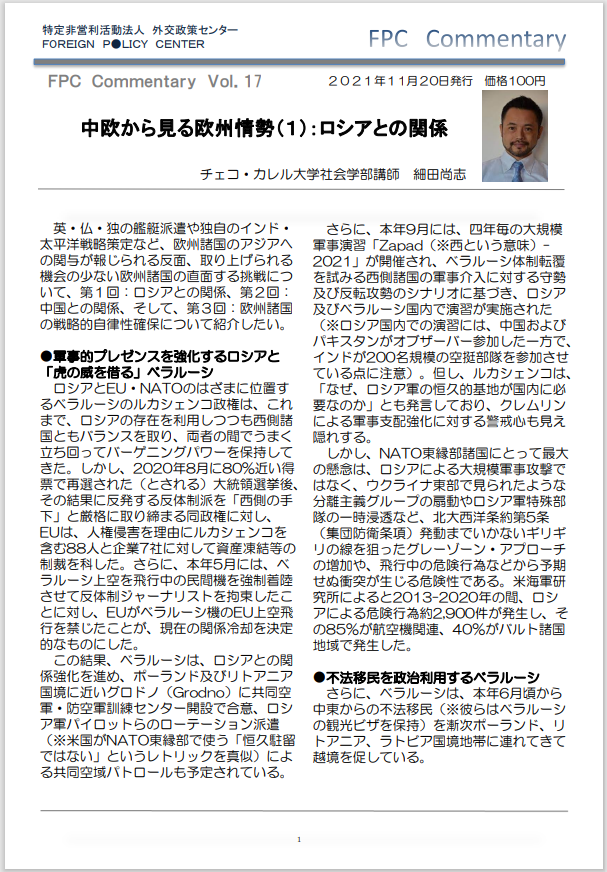 特定非営利活動法人 外交政策センター
FOREIGN P●LICY CENTER
FPC Commentary
FPC Commentary Vol. 17
2021年11月20日発行 価格100円
中欧から見る欧州情勢(1):ロシアとの関係
チェコ・カレル大学社会学部講師 細田尚志
英・仏・独の艦艇派遣や独自のインド・
太平洋戦略策定など、欧州諸国のアジアへ
の関与が報じられる反面、取り上げられる
機会の少ない欧州諸国の直面する挑戦につ
いて、第1回:ロシアとの関係、第2回:
中国との関係、そして、第3回:欧州諸国
の戦略的自律性確保について紹介したい。
●軍事的プレゼンスを強化するロシアと
「虎の威を借る」ベラルーシ
ロシアとEU・NATOのはざまに位置す
るベラルーシのルカシェンコ政権は、これ
まで、ロシアの存在を利用しつつも西側諸
国ともバランスを取り、両者の間でうまく
立ち回ってバーゲニングパワーを保持して
きた。しかし、2020年8月に80%近い得
票で再選された(とされる)大統領選挙後、
その結果に反発する反体制派を「西側の手
下」と厳格に取り締まる同政権に対し、
EUは、人権侵害を理由にルカシェンコを
含む88人と企業7社に対して資産凍結等の
制裁を科した。さらに、本年5月には、ベ
ラルーシ上空を飛行中の民間機を強制着陸
させて反体制ジャーナリストを拘束したこ
とに対し、EUがベラルーシ機のEU上空飛
行を禁じたことが、現在の関係冷却を決定
的なものにした。
この結果、ベラルーシは、ロシアとの関
係強化を進め、ポーランド及びリトアニア
国境に近いグロドノ(Grodno)に共同空
軍・防空軍訓練センター開設で合意、ロシ
ア軍パイロットらのローテーション派遣
(※米国がNATO東縁部で使う「恒久駐留
ではない」というレトリックを真似)によ
る共同空域パトロールも予定されている。
さらに、本年9月には、四年毎の大規模
軍事演習「Zapad(※西という意味)-
2021」が開催され、ベラルーシ体制転覆
を試みる西側諸国の軍事介入に対する守勢
及び反転攻勢のシナリオに基づき、ロシア
及びベラルーシ国内で演習が実施された
(※ロシア国内での演習には、中国および
パキスタンがオブザーバー参加した一方で、
インドが200名規模の空挺部隊を参加させ
ている点に注意)。但し、ルカシェンコは、
「なぜ、ロシア軍の恒久的基地が国内に必
要なのか」とも発言しており、クレムリン
による軍事支配強化に対する警戒心も見え
隠れする。
しかし、NATO東縁部諸国にとって最大
の懸念は、ロシアによる大規模軍事攻撃で
はなく、ウクライナ東部で見られたような
分離主義グループの扇動やロシア軍特殊部
隊の一時浸透など、北大西洋条約第5条
(集団防衛条項)発動までいかないギリギ
リの線を狙ったグレーゾーン・アプローチ
の増加や、飛行中の危険行為などから予期
せぬ衝突が生じる危険性である。米海軍研
究所によると2013-2020年の間、ロシ
アによる危険行為約2,900件が発生し、そ
の85%が航空機関連、40%がバルト諸国
地域で発生した。
●不法移民を政治利用するベラルーシ
さらに、ベラルーシは、本年6月頃から
中東からの不法移民(※彼らはベラルーシ
の観光ビザを保持)を漸次ポーランド、リ
トアニア、ラトビア国境地帯に連れてきて
越境を促している。
1